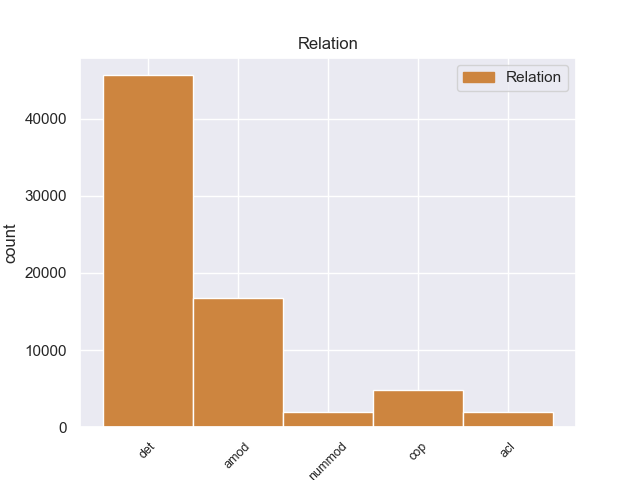 Relation
Relation
count
40000
30000
20000
10000
0
det
amod
nummod
cop
acl